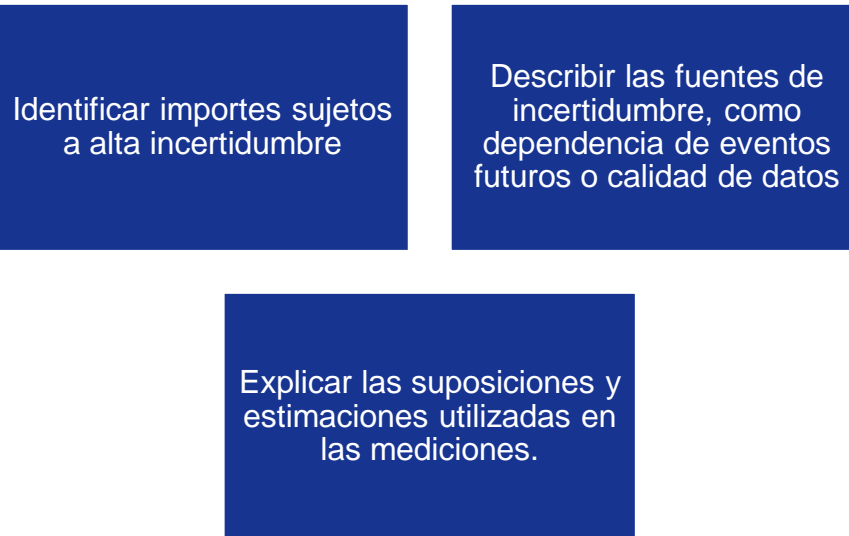 Identificar importes sujetos
a alta incertidumbre
Describir las fuentes de
incertidumbre, como
dependencia de eventos
futuros o calidad de datos
Explicar las suposiciones y
estimaciones utilizadas en
las mediciones.